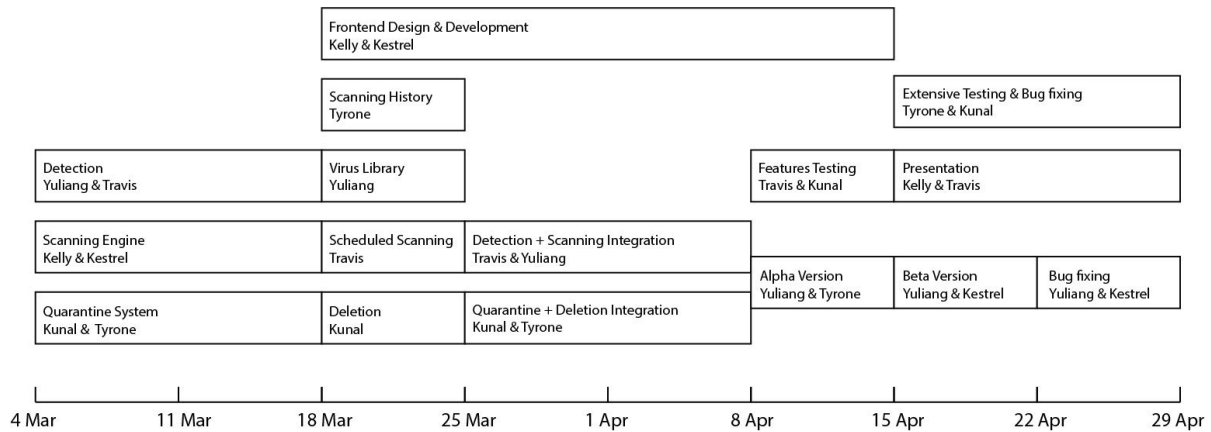 Frontend Design & Development
Kelly & Kestrel
Scanning History
Tyrone
Extensive Testing & Bug fixing
Tyrone & Kunal
Detection
Yuliang & Travis
Virus Library
Yuliang
Features Testing
Travis & Kunal
Presentation
Kelly & Travis
Scanning Engine
Kelly & Kestrel
Scheduled Scanning
Travis
Detection + Scanning Integration
Travis & Yuliang
Alpha Version
Yuliang & Tyrone
Beta Version
Yuliang & Kestrel
Bug fixing
Yuliang & Kestrel
Quarantine System
Kunal & Tyrone
Deletion
Kunal
Quarantine + Deletion Integration
Kunal & Tyrone
4 Mar
11 Mar
18 Mar
25 Mar
1 Apr
8 Apr
15 Apr
22 Apr
29 Apr